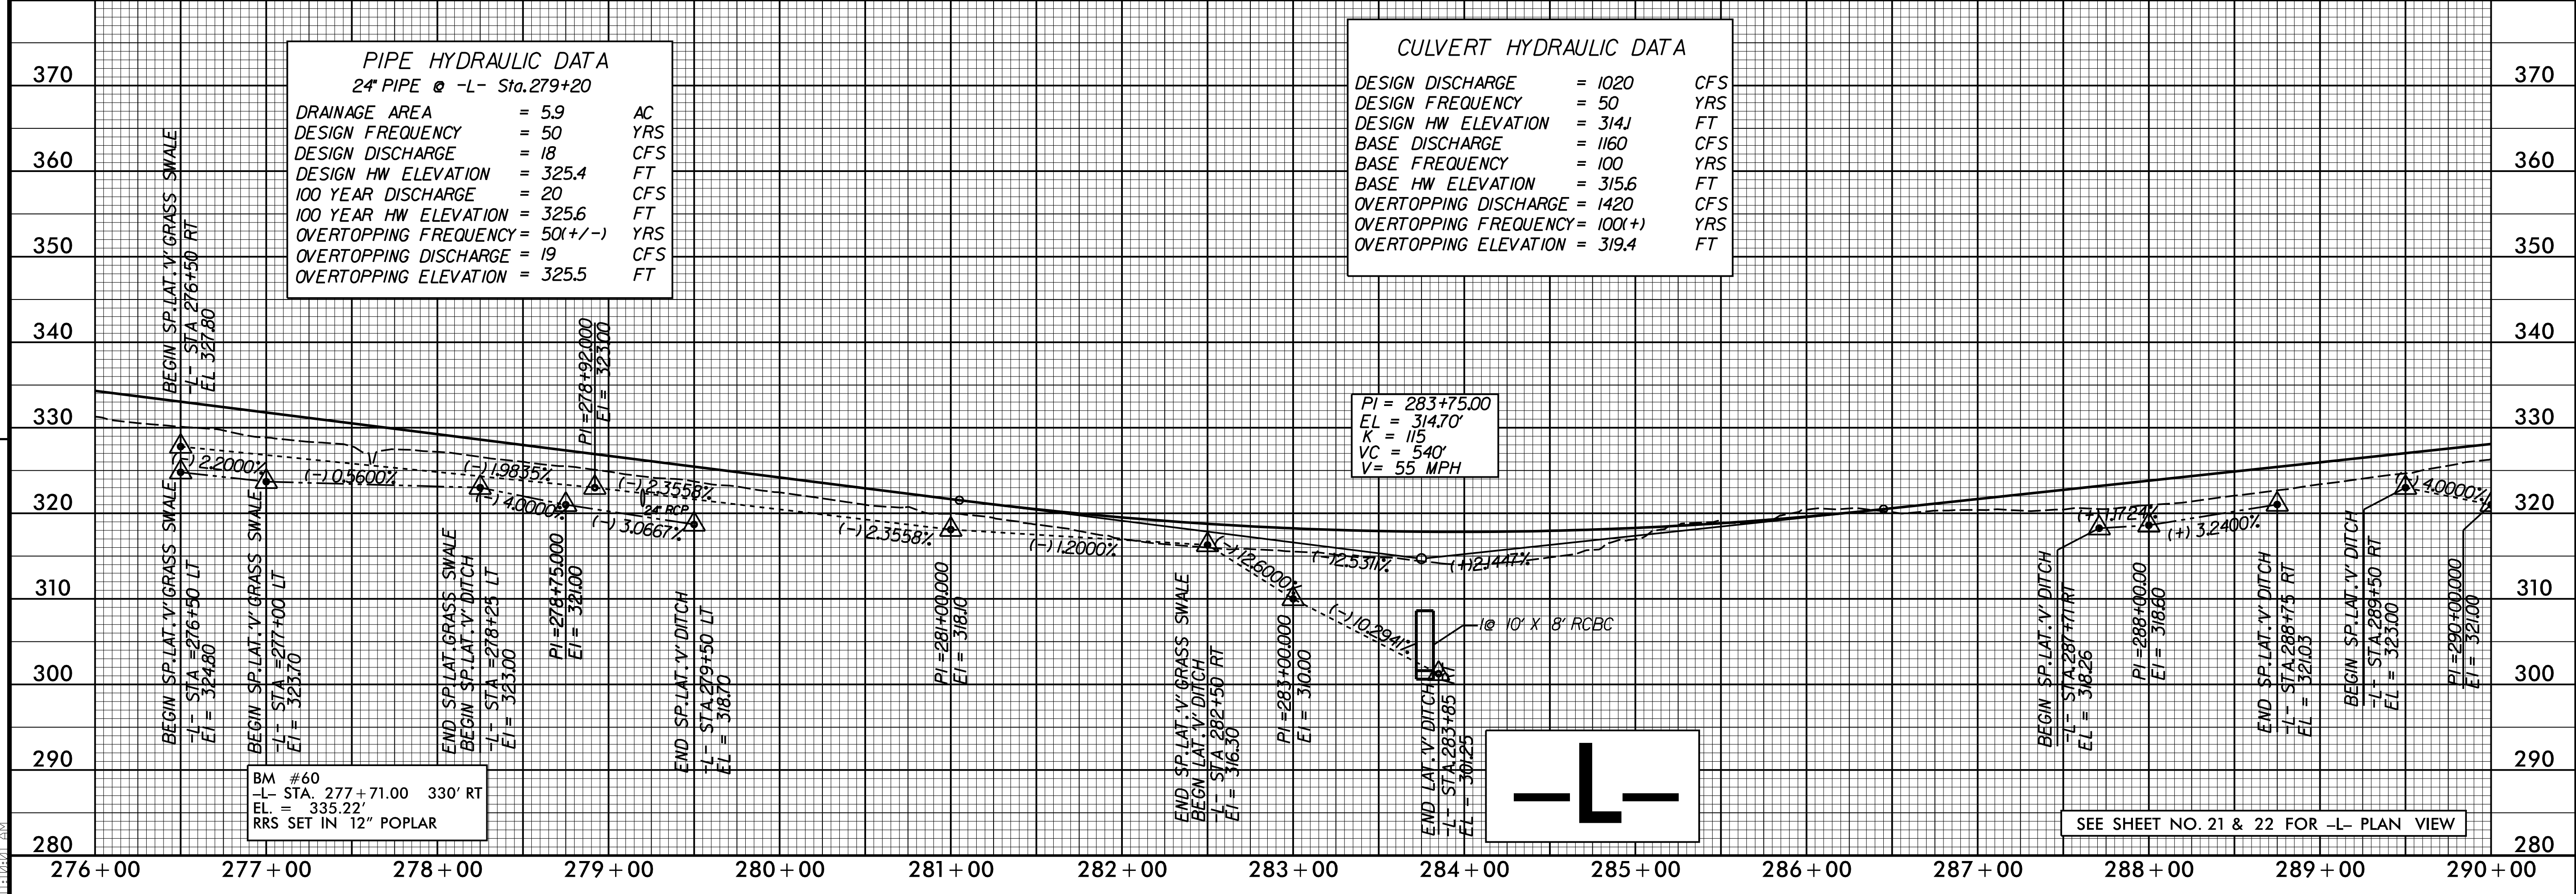 PIPE HYDRAULIC DATA
24" PIPE @ -L- Sta.279+20
DRAINAGE AREA = 5.9 AC
DESIGN FREQUENCY = 50 YRS
DESIGN DISCHARGE = 18 CFS
DESIGN HW ELEVATION = 325.4 FT
100 YEAR DISCHARGE = 20 CFS
100 YEAR HW ELEVATION = 325.6 FT
OVERTOPPING FREQUENCY = 50(+/-) YRS
OVERTOPPING DISCHARGE = 19 CFS
OVERTOPPING ELEVATION = 325.5 FT
CULVERT HYDRAULIC DATA
DESIGN DISCHARGE = 1020 CFS
DESIGN FREQUENCY = 50 YRS
DESIGN HW ELEVATION = 314.1 FT
BASE DISCHARGE = 1160 CFS
BASE FREQUENCY = 100 YRS
BASE HW ELEVATION = 315.6 FT
OVERTOPPING DISCHARGE = 1420 CFS
OVERTOPPING FREQUENCY = 100(+) YRS
OVERTOPPING ELEVATION = 319.4 FT
370
360
350
340
330
320
310
300
290
280
370
360
350
340
330
320
310
300
290
280
BEGIN SP.LAT.'V' GRASS SWALE
-L- STA 276+50 RT
EL 327.80
PI =278+92.000
El = 323.00
PI = 283+75.00
EL = 314.70'
K = 115
VC = 540'
V= 55 MPH
(-)2.2000%
(-)0.5600%
(-)1.9835%
(-)4.0000%
(-)2.3558%
24" RCP
(-)3.0667%
(-)2.3558%
(-)1.2000%
(-)12.6000%
(-)2.5311%
(+)2.1447%
(-)10.2941%
1@ 10' X 8' RCBC
(+)1.1724%
(+)3.2400%
(-)4.0000%
BEGIN SP.LAT.'V' GRASS SWALE
-L- STA =276+50 LT
El = 324.80
BEGIN SP.LAT.'V' GRASS SWALE
-L- STA =277+00 LT
El = 323.70
END SP.LAT.GRASS SWALE
BEGIN SP.LAT.'V' DITCH
-L- STA =278+25 LT
El = 323.00
PI =278+75.000
El = 321.00
END SP.LAT.'V' DITCH
-L- STA.279+50 LT
EL = 318.70
PI =281+00.000
El = 318.10
END SP.LAT.'V' GRASS SWALE
BEGN LAT.'V' DITCH
-L- STA 282+50 RT
El = 316.30
PI =283+00.000
El = 310.00
END LAT.'V' DITCH
-L- STA.283+85 RT
EL = 301.25
BEGIN SP.LAT.'V' DITCH
-L- STA.287+71 RT
EL = 318.26
PI =288+00.00
El = 318.60
END SP.LAT.'V' DITCH
-L- STA.288+75 RT
EL = 321.03
BEGIN SP.LAT.'V' DITCH
-L- STA.289+50 RT
EL = 323.00
PI =290+00.000
El = 321.00
BM #60
-L- STA. 277+71.00 330' RT
EL. = 335.22'
RRS SET IN 12" POPLAR
-L-
SEE SHEET NO. 21 & 22 FOR -L- PLAN VIEW
276+00
277+00
278+00
279+00
280+00
281+00
282+00
283+00
284+00
285+00
286+00
287+00
288+00
289+00
290+00